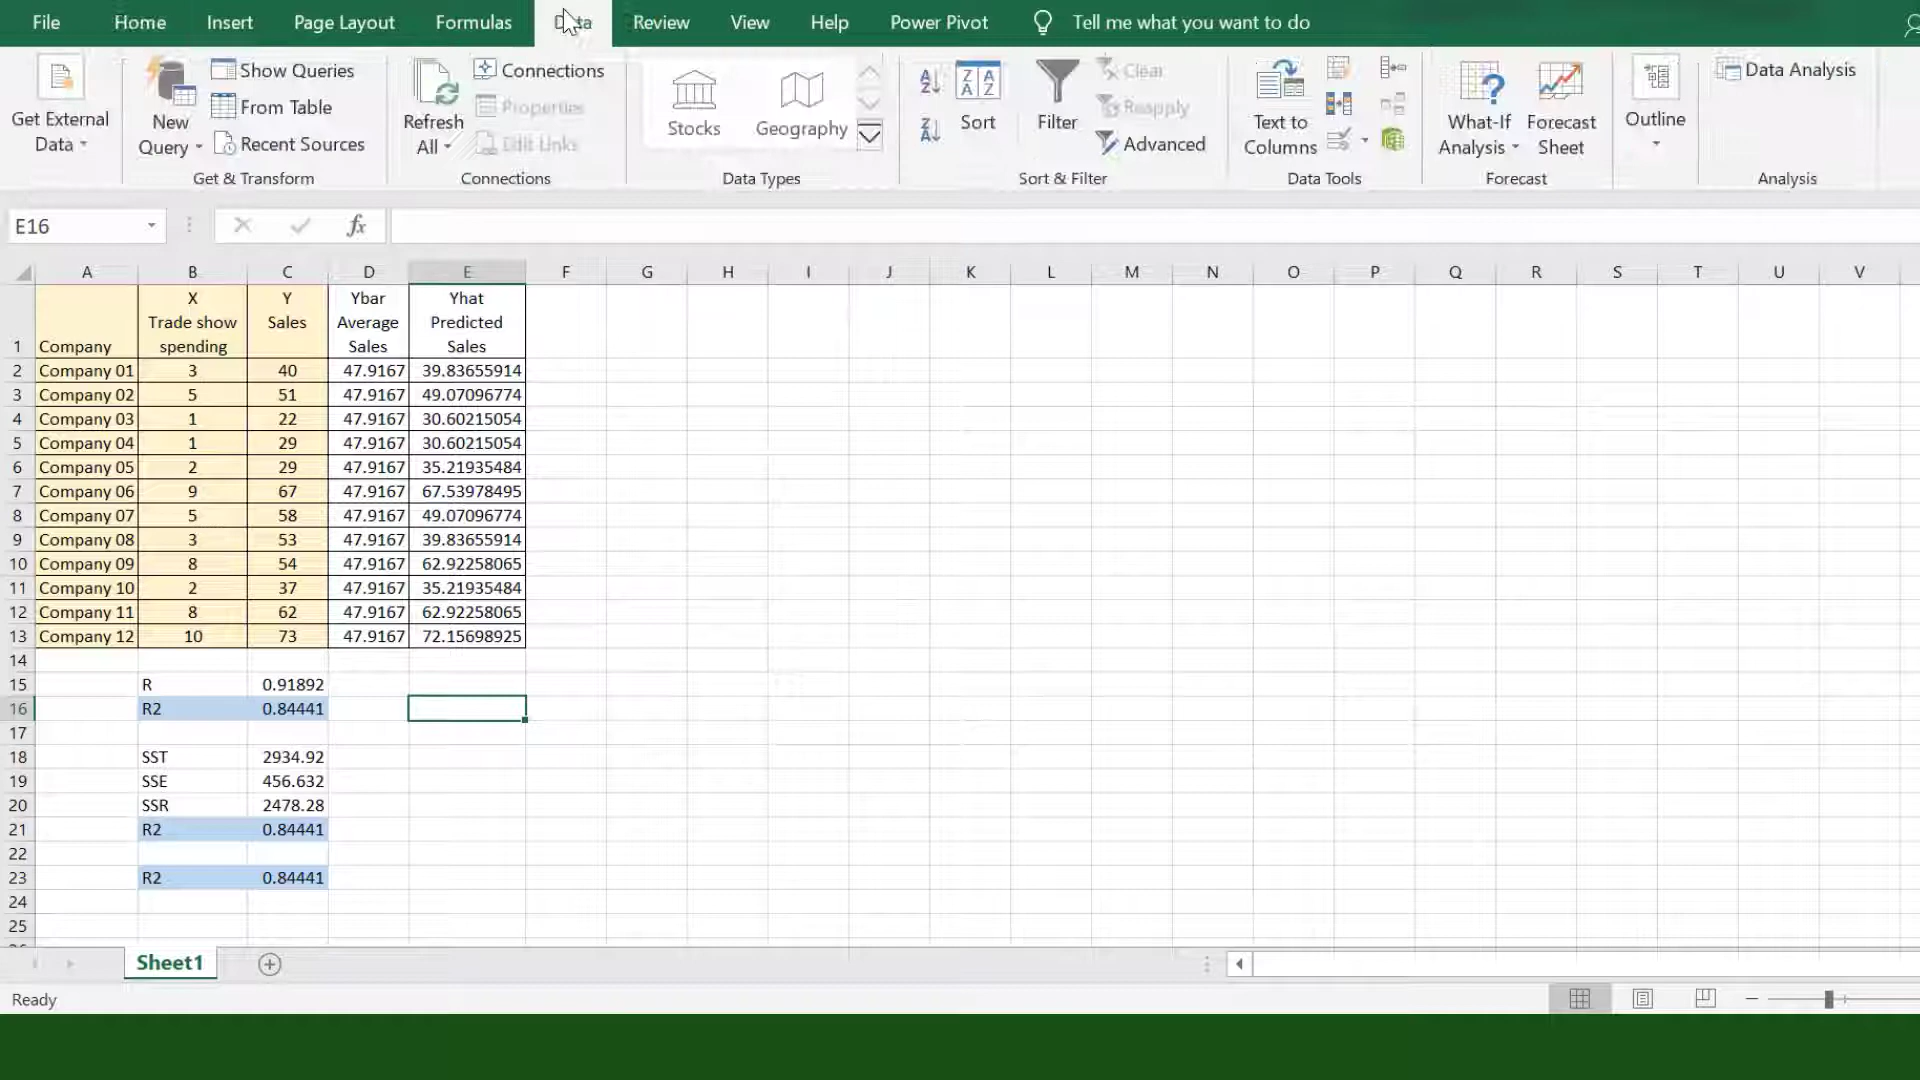 File Home Insert Page Layout Formulas Data Review View Help Power Pivot Tell me what you want to do
Get External Data
New Query
Show Queries
From Table
Recent Sources
Get & Transform
Refresh All
Connections
Properties
Edit Links
Connections
Stocks
Geography
Data Types
Sort
Filter
Clear
Reapply
Advanced
Sort & Filter
Text to Columns
Data Tools
What-If Analysis
Forecast Sheet
Forecast
Outline
Data Analysis
Analysis
E16 fx
A B C D E F G H I J K L M N O P Q R S T U V
1 Company X Trade show spending Y Sales Ybar Average Sales Yhat Predicted Sales
2 Company 01 3 40 47.9167 39.83655914
3 Company 02 5 51 47.9167 49.07096774
4 Company 03 1 22 47.9167 30.60215054
5 Company 04 1 29 47.9167 30.60215054
6 Company 05 2 29 47.9167 35.21935484
7 Company 06 9 67 47.9167 67.53978495
8 Company 07 5 58 47.9167 49.07096774
9 Company 08 3 53 47.9167 39.83655914
10 Company 09 8 54 47.9167 62.92258065
11 Company 10 2 37 47.9167 35.21935484
12 Company 11 8 62 47.9167 62.92258065
13 Company 12 10 73 47.9167 72.15698925
14
15 R 0.91892
16 R2 0.84441
17
18 SST 2934.92
19 SSE 456.632
20 SSR 2478.28
21 R2 0.84441
22
23 R2 0.84441
24
25
Sheet1
Ready